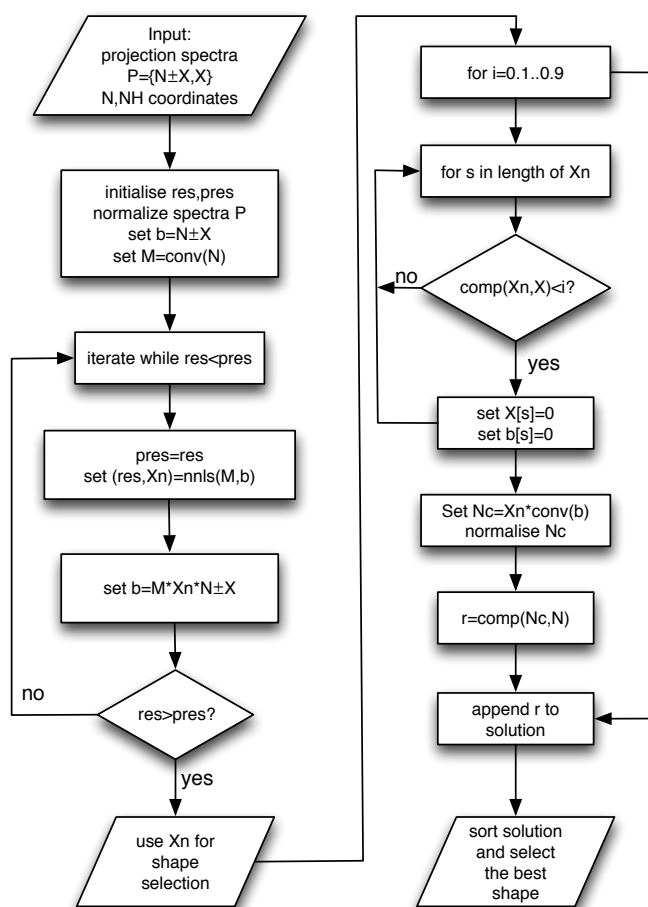 Input:
projection spectra
P={N±X,X}
N,NH coordinates
initialise res,pres
normalize spectra P
set b=N±X
set M=conv(N)
iterate while res<pres
pres=res
set (res,Xn)=nnls(M,b)
set b=M*Xn*N±X
no
res>pres?
yes
use Xn for
shape
selection
for i=0.1..0.9
for s in length of Xn
no
comp(Xn,X)<i?
yes
set X[s]=0
set b[s]=0
Set Nc=Xn*conv(b)
normalise Nc
r=comp(Nc,N)
append r to
solution
sort solution
and select
the best
shape